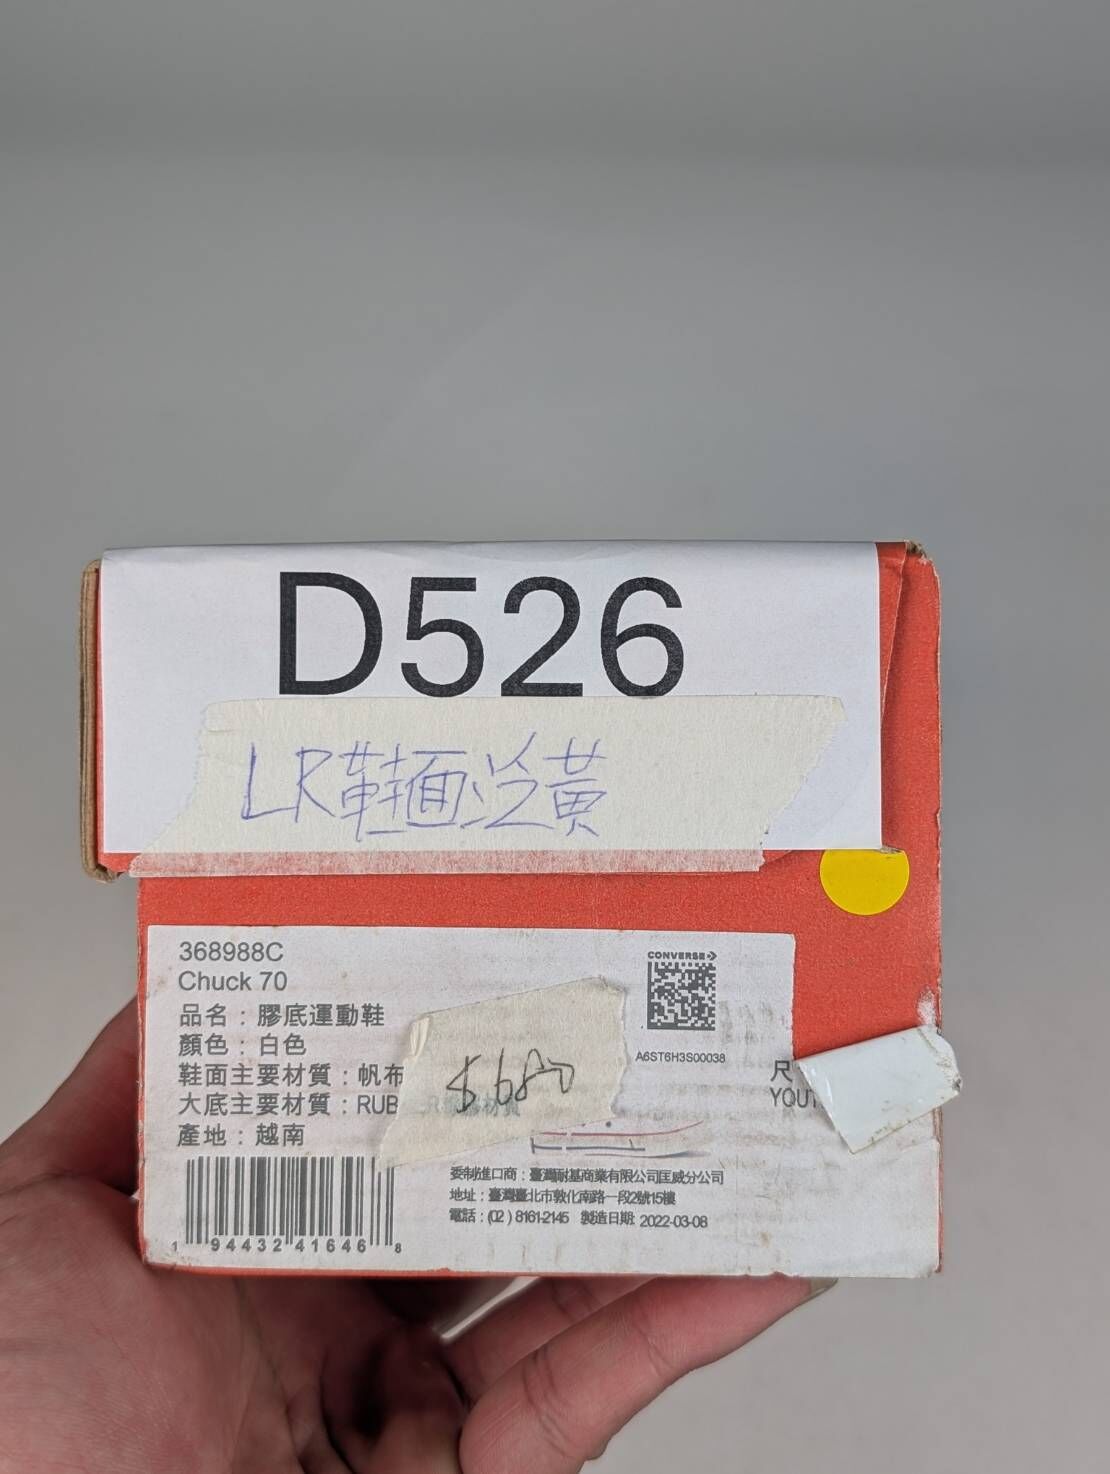 D526
LR鞋面泛黃
368988C
Chuck 70
品名：膠底運動鞋
顏色：白色
鞋面主要材質：帆布
大底主要材質：RUB
產地：越南
$680
CONVERSE
A6ST6H3S00038
尺
YOUT
委制進口商：臺灣耐基商業有限公司匡威分公司
地址：臺灣臺北市敦化南路一段2號15樓
電話：(02) 8161-2145 製造日期: 2022-03-08
1 94432 41646 8